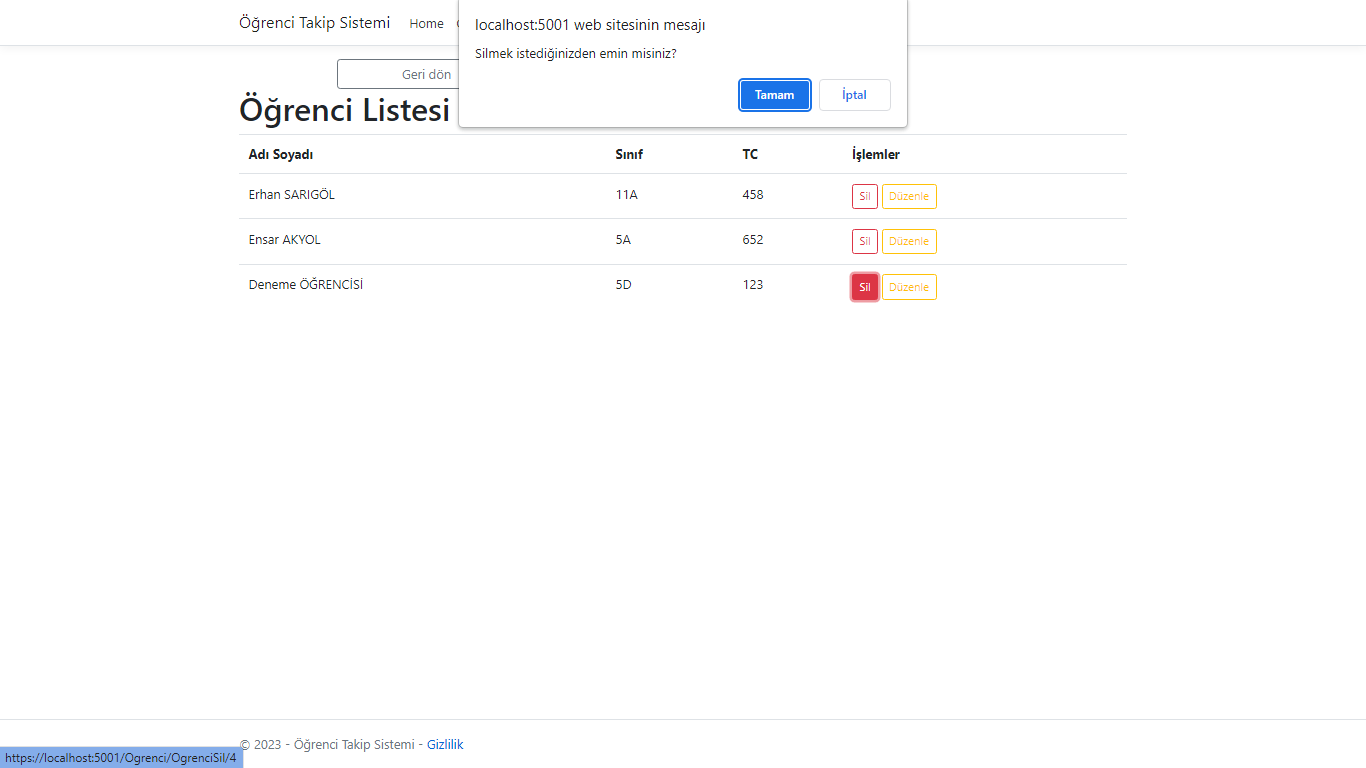 Öğrenci Takip Sistemi Home
localhost:5001 web sitesinin mesajı
Silmek istediğinizden emin misiniz?
Tamam İptal
Geri dön
Öğrenci Listesi
Adı Soyadı Sınıf TC İşlemler
Erhan SARIGÖL 11A 458 Sil Düzenle
Ensar AKYOL 5A 652 Sil Düzenle
Deneme ÖĞRENCİSİ 5D 123 Sil Düzenle
© 2023 - Öğrenci Takip Sistemi - Gizlilik
https://localhost:5001/Ogrenci/OgrenciSil/4